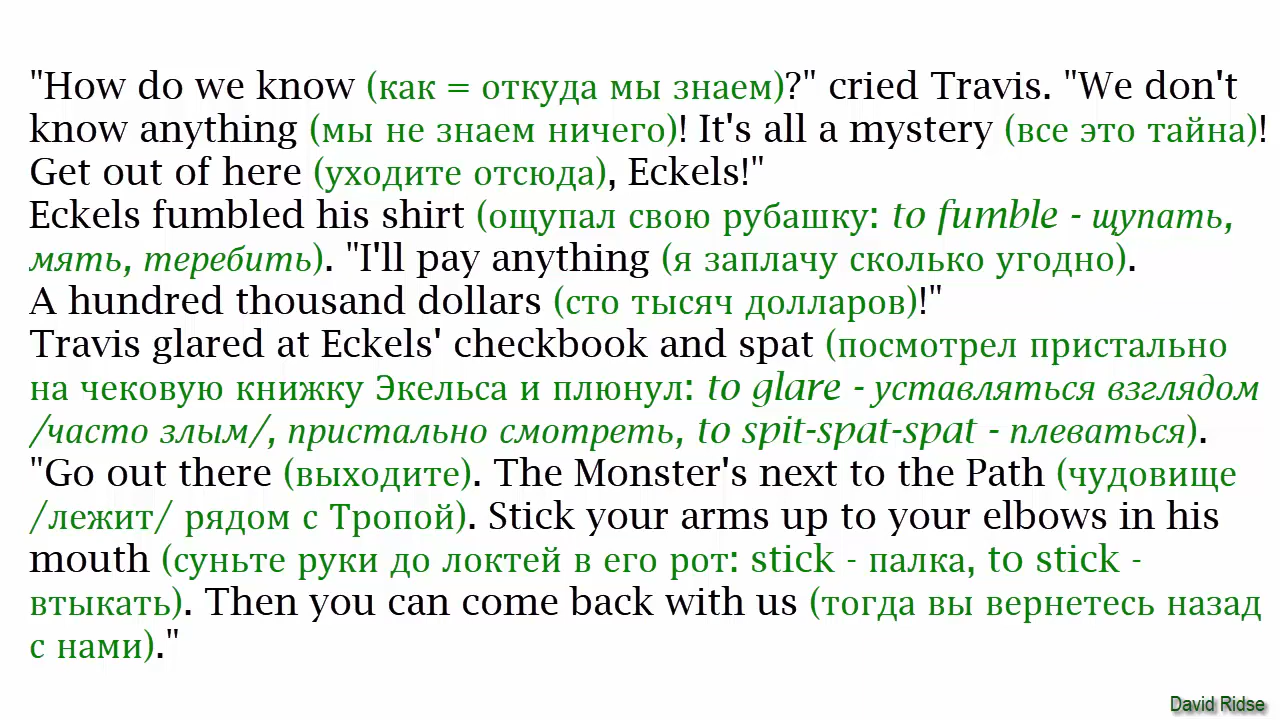 "How do we know (как = откуда мы знаем)?" cried Travis. "We don't
know anything (мы не знаем ничего)! It's all a mystery (все это тайна)!
Get out of here (уходите отсюда), Eckels!"
Eckels fumbled his shirt (ощупал свою рубашку: to fumble - щупать,
мять, теребить). "I'll pay anything (я заплачу сколько угодно).
A hundred thousand dollars (сто тысяч долларов)!"
Travis glared at Eckels' checkbook and spat (посмотрел пристально
на чековую книжку Экельса и плюнул: to glare - уставляться взглядом
/часто злым/, пристально смотреть, to spit-spat-spat - плеваться).
"Go out there (выходите). The Monster's next to the Path (чудовище
/лежит/ рядом с Тропой). Stick your arms up to your elbows in his
mouth (суньте руки до локтей в его рот: stick - палка, to stick -
втыкать). Then you can come back with us (тогда вы вернетесь назад
с нами)."
David Ridse